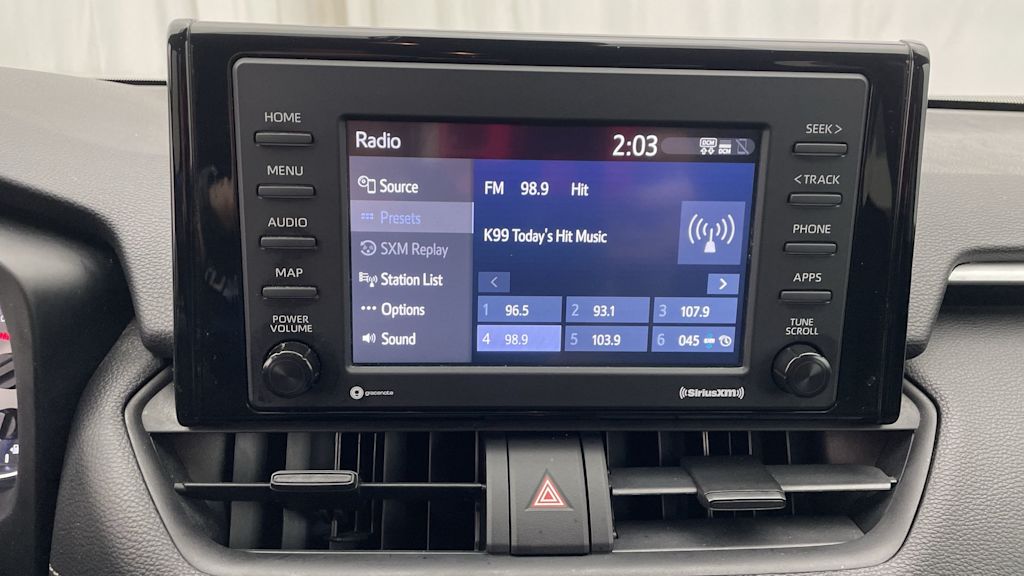 HOME
MENU
AUDIO
MAP
POWER
VOLUME
Radio
2:03
DCM
DCM
Source
Presets
SXM Replay
Station List
Options
Sound
FM 98.9 Hit
K99 Today's Hit Music
<
>
1 96.5
2 93.1
3 107.9
4 98.9
5 103.9
6 045
SEEK >
< TRACK
PHONE
APPS
TUNE
SCROLL
gracenote
((SiriusXM))